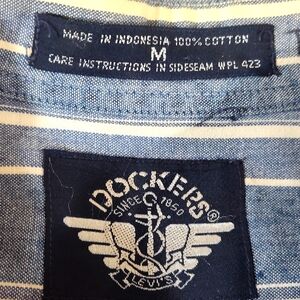 MADE IN INDONESIA 100% COTTON
M
CARE INSTRUCTIONS IN SIDESEAM WPL 423
DOCKERS®
SINCE 1850
LEVI'S